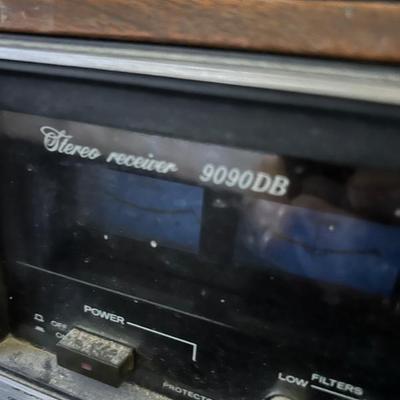 Stereo receiver 9090DB
POWER
OFF
LOW FILTERS